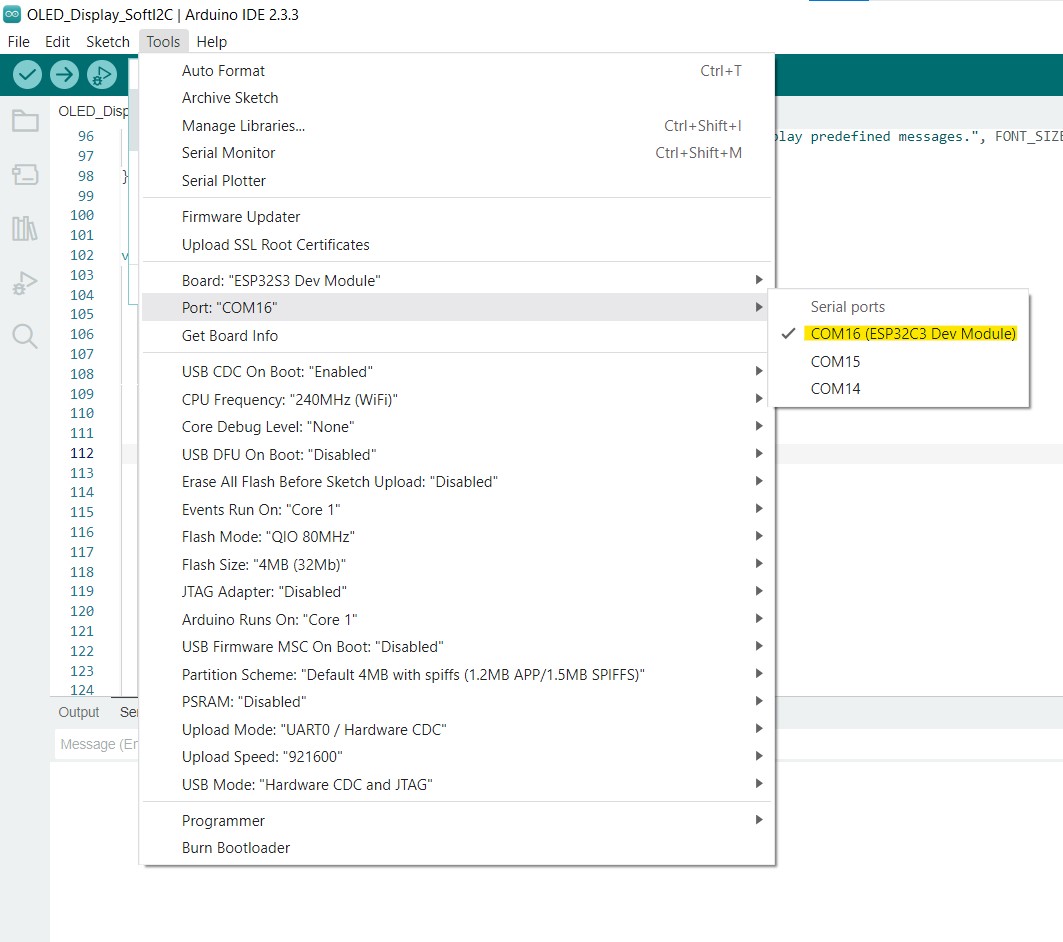 OLED_Display_SoftI2C | Arduino IDE 2.3.3
File Edit Sketch Tools Help
Auto Format Ctrl+T
OLED_Disp
Archive Sketch
Manage Libraries... Ctrl+Shift+I
96 play predefined messages.", FONT_SIZE
Serial Monitor Ctrl+Shift+M
97
98 }
Serial Plotter
99
100
Firmware Updater
101
Upload SSL Root Certificates
102 v
103
Board: "ESP32S3 Dev Module"
104
Port: "COM16"
Serial ports
105
106
Get Board Info
COM16 (ESP32C3 Dev Module)
107
COM15
108
USB CDC On Boot: "Enabled"
COM14
109
CPU Frequency: "240MHz (WiFi)"
110
111
Core Debug Level: "None"
112
USB DFU On Boot: "Disabled"
113
Erase All Flash Before Sketch Upload: "Disabled"
114
115
Events Run On: "Core 1"
116
Flash Mode: "QIO 80MHz"
117
118
Flash Size: "4MB (32Mb)"
119
JTAG Adapter: "Disabled"
120
Arduino Runs On: "Core 1"
121
122
USB Firmware MSC On Boot: "Disabled"
123
Partition Scheme: "Default 4MB with spiffs (1.2MB APP/1.5MB SPIFFS)"
124
PSRAM: "Disabled"
Output Ser
Upload Mode: "UART0 / Hardware CDC"
Message (En
Upload Speed: "921600"
USB Mode: "Hardware CDC and JTAG"
Programmer
Burn Bootloader